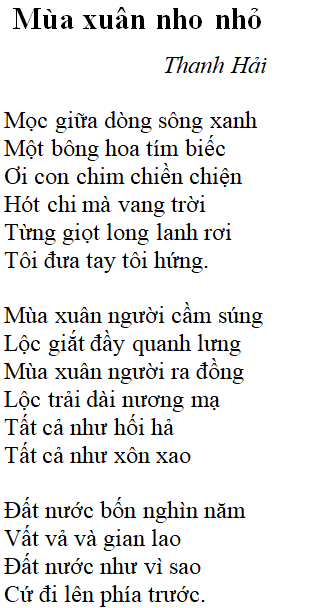 Mùa xuân nho nhỏ
Thanh Hải
Mọc giữa dòng sông xanh
Một bông hoa tím biếc
Ơi con chim chiền chiện
Hót chi mà vang trời
Từng giọt long lanh rơi
Tôi đưa tay tôi hứng.
Mùa xuân người cầm súng
Lộc giắt đầy quanh lưng
Mùa xuân người ra đồng
Lộc trải dài nương mạ
Tất cả như hối hả
Tất cả như xôn xao
Đất nước bốn nghìn năm
Vất vả và gian lao
Đất nước như vì sao
Cứ đi lên phía trước.